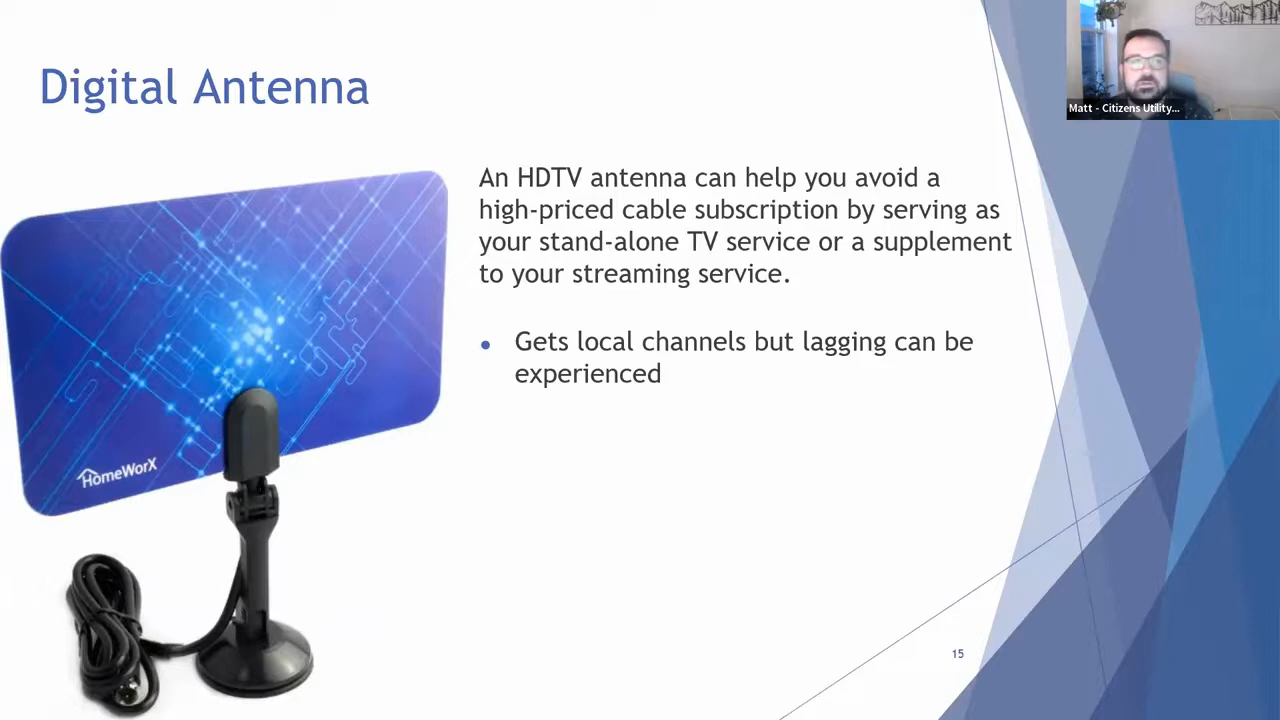 Digital Antenna
Matt - Citizens Utility...
An HDTV antenna can help you avoid a
high-priced cable subscription by serving as
your stand-alone TV service or a supplement
to your streaming service.
• Gets local channels but lagging can be
experienced
HomeWorX
15